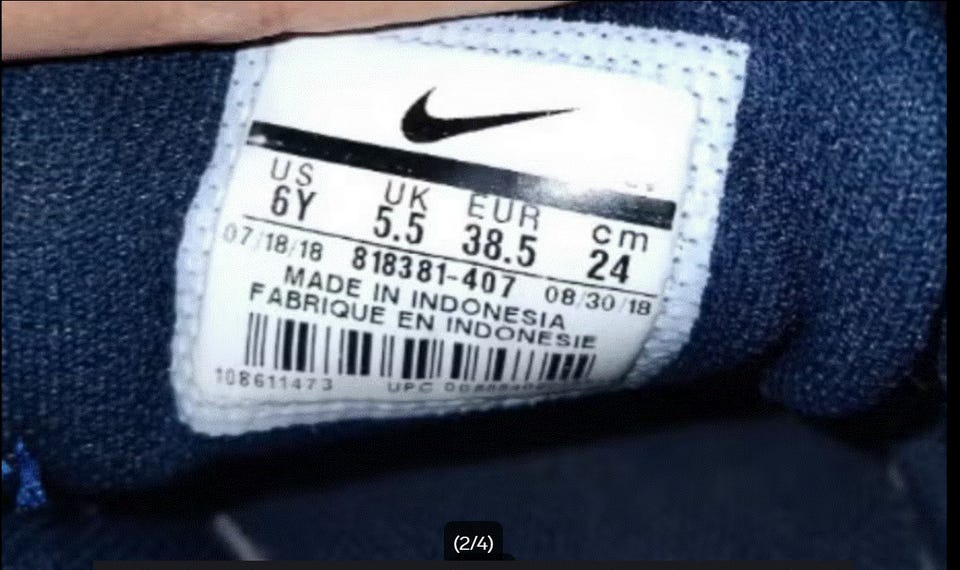 US UK EUR cm
6Y 5.5 38.5 24
07/18/18 818381-407 08/30/18
MADE IN INDONESIA
FABRIQUE EN INDONESIE
108611473 UPC
(2/4)